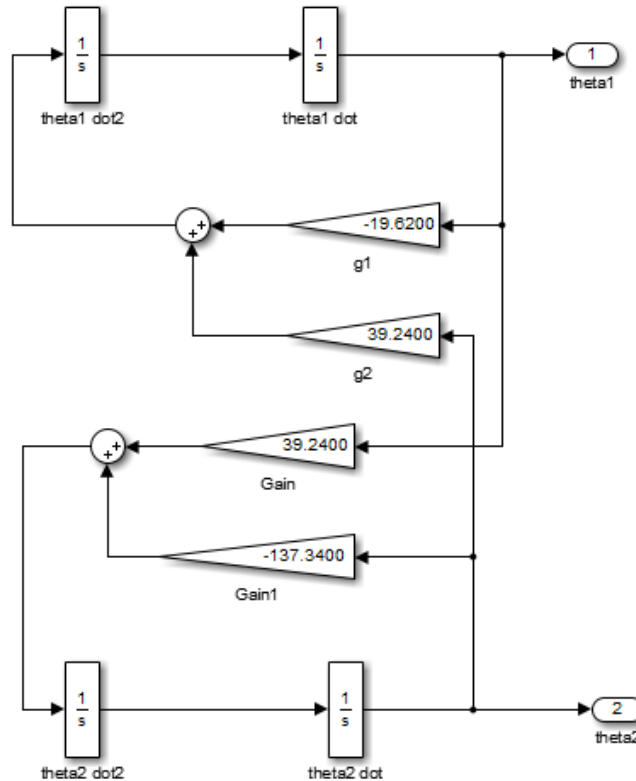 1
s
theta1 dot2
1
s
theta1 dot
1
theta1
-19.6200
g1
39.2400
g2
39.2400
Gain
-137.3400
Gain1
1
s
theta2 dot2
1
s
theta2 dot
2
theta2